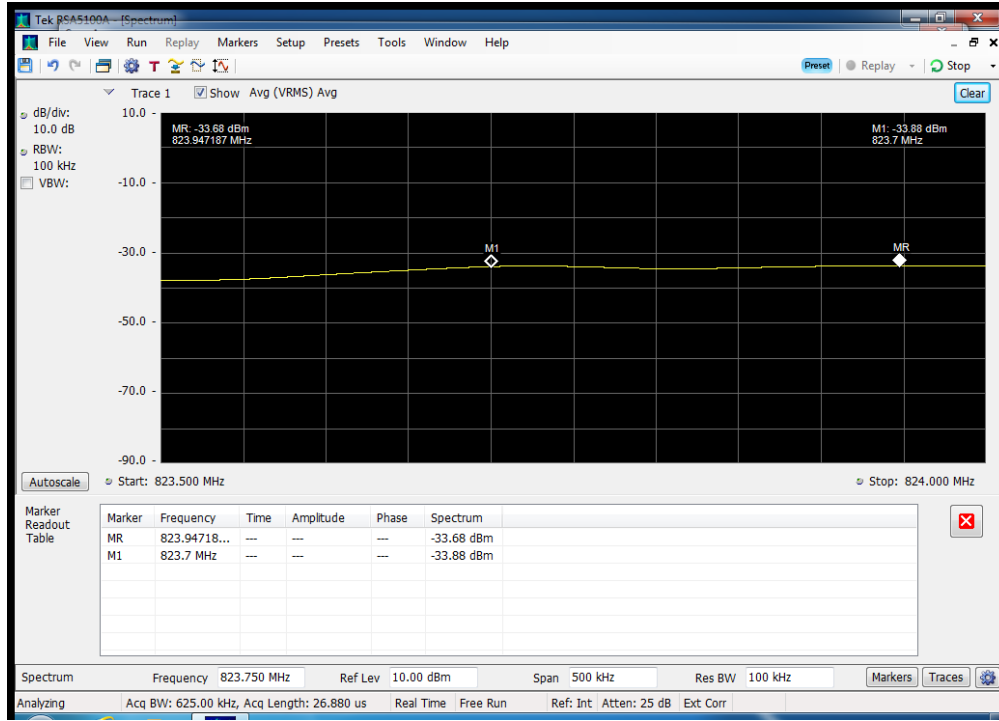 Tek RSA5100A - [Spectrum]
File View Run Replay Markers Setup Presets Tools Window Help
T Preset Replay Stop
Trace 1 Show Avg (VRMS) Avg Clear
dB/div:
10.0 dB
RBW:
100 kHz
VBW:
10.0 -
-10.0 -
-30.0 -
-50.0 -
-70.0 -
-90.0 -
MR: -33.68 dBm
823.947187 MHz
M1: -33.88 dBm
823.7 MHz
M1
MR
Autoscale Start: 823.500 MHz Stop: 824.000 MHz
Marker
Readout
Table
Marker Frequency Time Amplitude Phase Spectrum
MR 823.94718... --- --- --- -33.68 dBm
M1 823.7 MHz --- --- --- -33.88 dBm
Spectrum Frequency 823.750 MHz Ref Lev 10.00 dBm Span 500 kHz Res BW 100 kHz Markers Traces
Analyzing Acq BW: 625.00 kHz, Acq Length: 26.880 us Real Time Free Run Ref: Int Atten: 25 dB Ext Corr